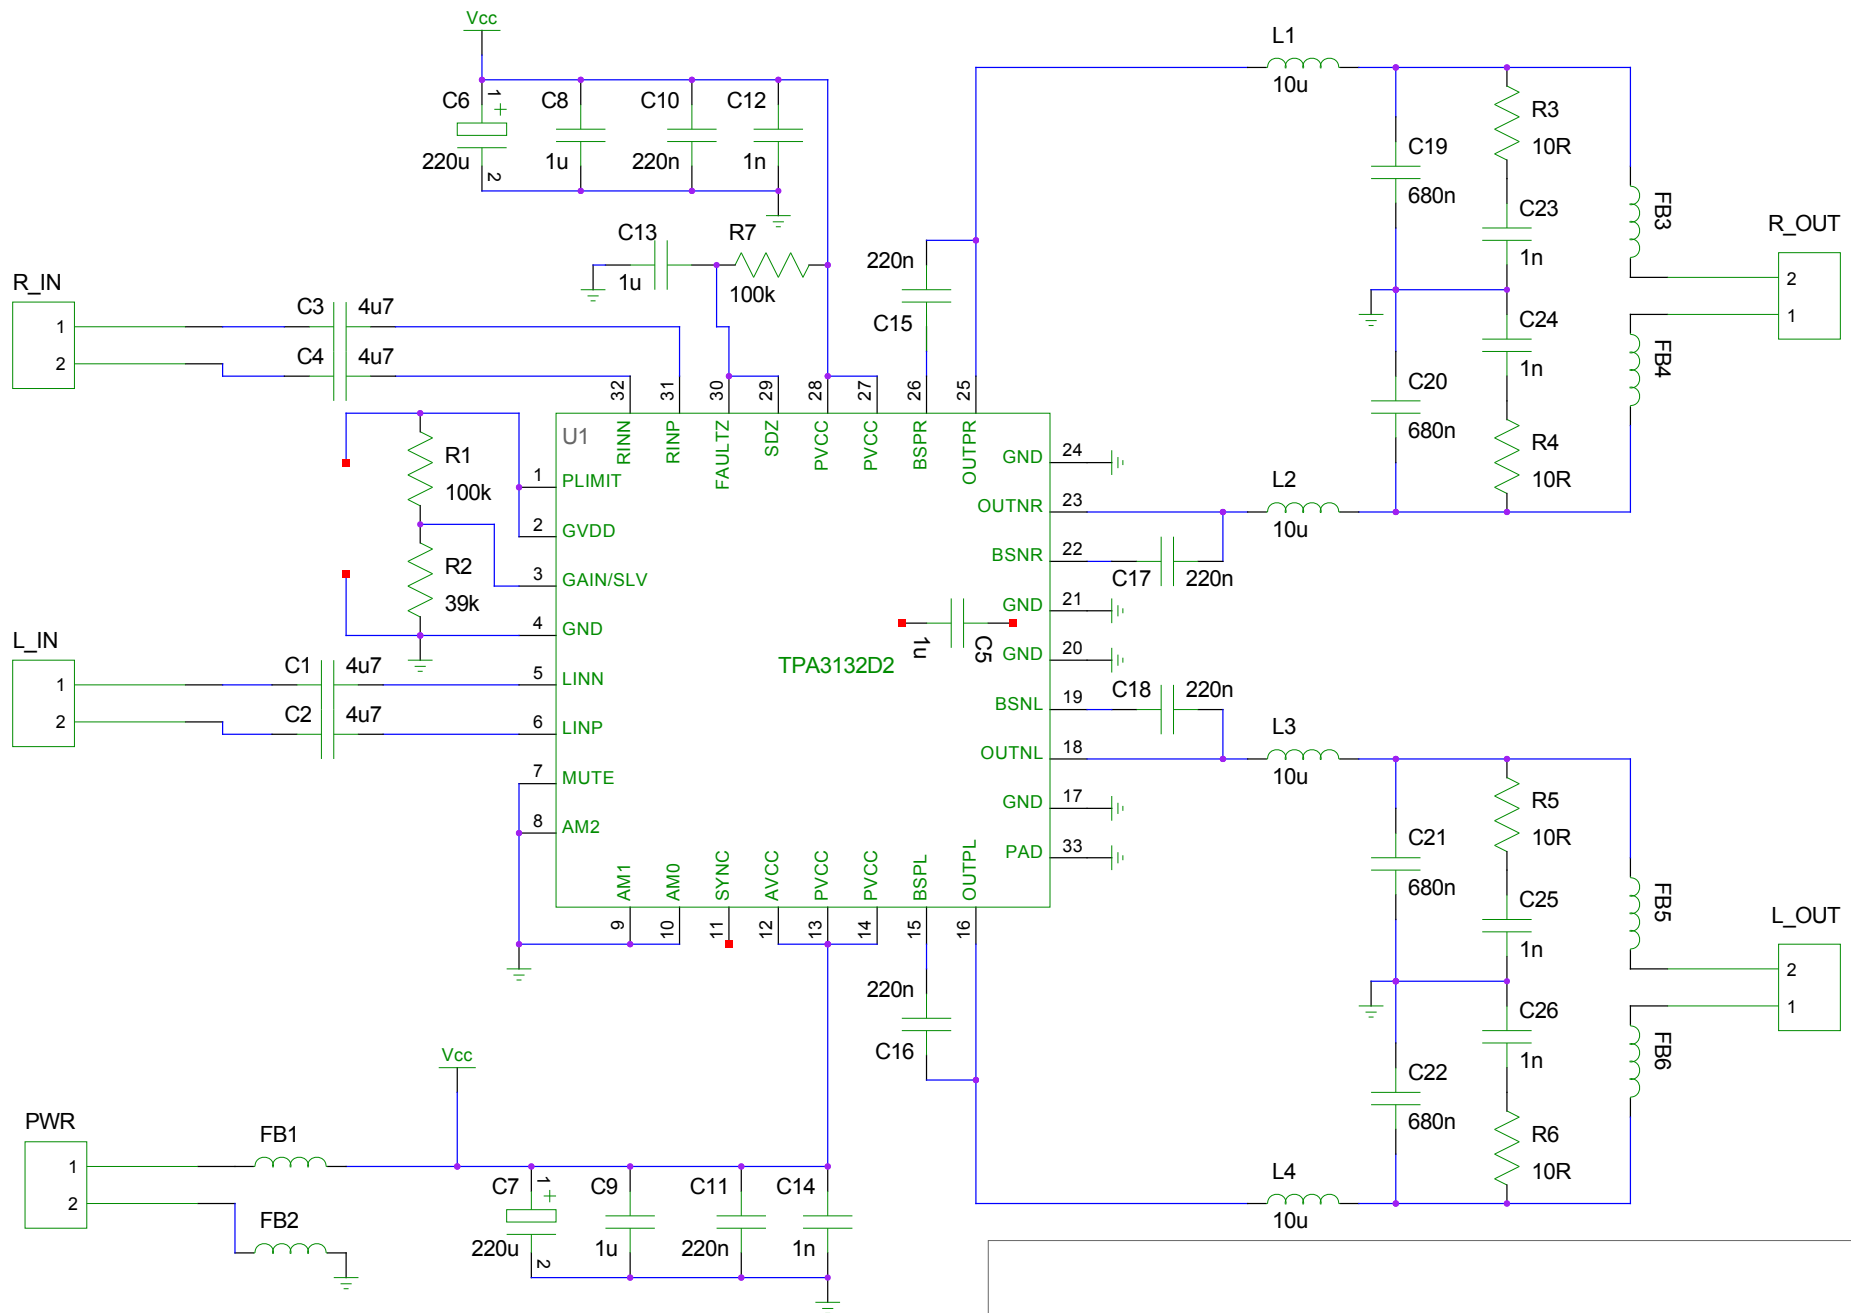 Vcc
C6
1
+
220u
2
C8
1u
C10
220n
C12
1n
C13
1u
R7
100k
R_IN
1
2
C3
4u7
C4
4u7
R1
100k
R2
39k
L_IN
1
2
C1
4u7
C2
4u7
U1
TPA3132D2
32
RINN
31
RINP
30
FAULTZ
29
SDZ
28
PVCC
27
PVCC
26
BSPR
25
OUTPR
1
PLIMIT
2
GVDD
3
GAIN/SLV
4
GND
5
LINN
6
LINP
7
MUTE
8
AM2
9
AM1
10
AM0
11
SYNC
12
AVCC
13
PVCC
14
PVCC
15
BSPL
16
OUTPL
GND
24
OUTNR
23
BSNR
22
GND
21
GND
20
BSNL
19
OUTNL
18
GND
17
PAD
33
1u
C5
220n
C15
C17
220n
C18
220n
220n
C16
L1
10u
L2
10u
C19
680n
C20
680n
R3
10R
C23
1n
C24
1n
R4
10R
FB3
FB4
R_OUT
2
1
L3
10u
L4
10u
C21
680n
C22
680n
R5
10R
C25
1n
C26
1n
R6
10R
FB5
FB6
L_OUT
2
1
Vcc
PWR
1
2
FB1
FB2
C7
1
+
220u
2
C9
1u
C11
220n
C14
1n